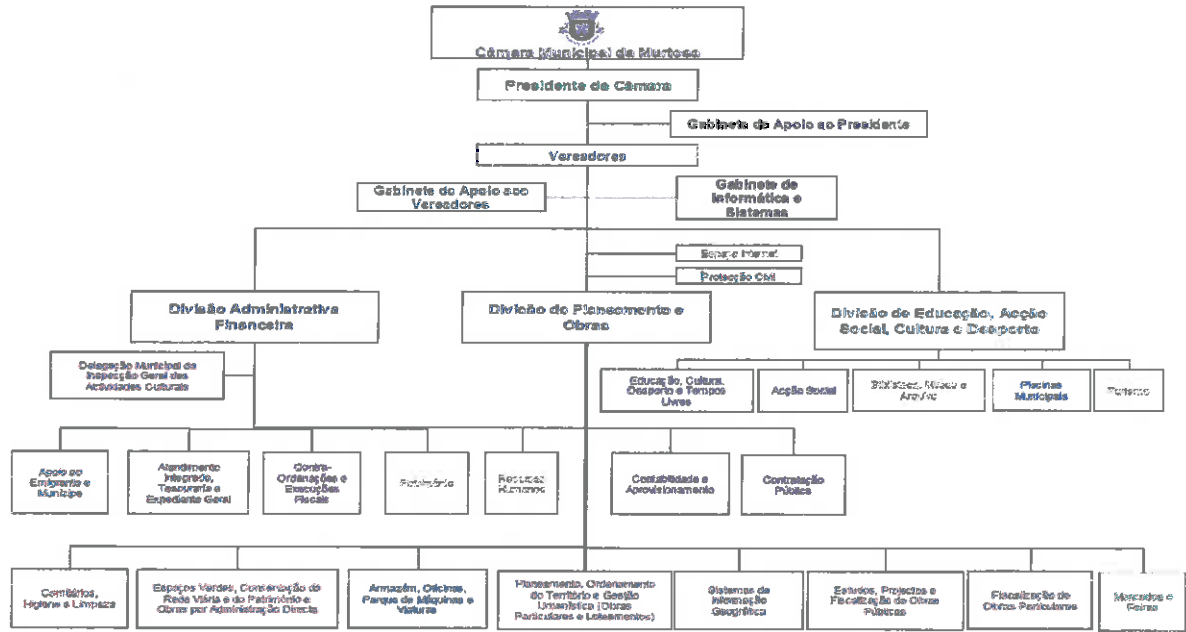 Câmara Municipal da Murtosa
Presidente da Câmara
Gabinete de Apoio ao Presidente
Vereadores
Gabinete de Apoio aos
Vereadores
Gabinete de
Informática e
Sistemas
Espaço Internet
Protecção Civil
Divisão Administrativa
Financeira
Divisão de Planeamento e
Obras
Divisão de Educação, Acção
Social, Cultura e Desporto
Delegação Municipal da
Inspecção Geral das
Actividades Culturais
Educação, Cultura,
Desporto e Tempos
Livres
Acção Social
Biblioteca, Museu e
Arquivo
Piscinas
Municipais
Turismo
Apoio ao
Emigrante e
Munícipe
Atendimento
Integrado,
Tesouraria e
Expediente Geral
Contra-
Ordenações e
Execuções
Fiscais
Património
Recursos
Humanos
Contabilidade e
Aprovisionamento
Contratação
Pública
Cemitérios,
Higiene e Limpeza
Espaços Verdes, Conservação da
Rede Viária e do Património e
Obras por Administração Directa
Armazém, Oficinas,
Parque de Máquinas e
Viaturas
Planeamento, Ordenamento
do Território e Gestão
Urbanística (Obras
Particulares e Loteamentos)
Sistemas de
Informação
Geográfica
Estudos, Projectos e
Fiscalização de Obras
Públicas
Fiscalização de
Obras Particulares
Mercados e
Feiras